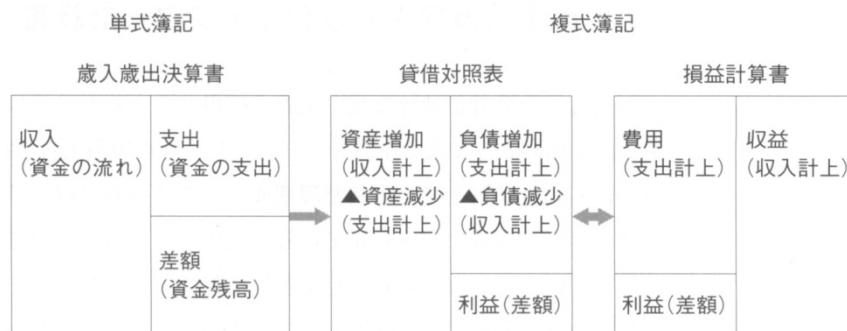 単式簿記
複式簿記
歳入歳出決算書
貸借対照表
損益計算書
収入
(資金の流れ)
支出
(資金の支出)
差額
(資金残高)
資産増加
(収入計上)
▲資産減少
(支出計上)
負債増加
(支出計上)
▲負債減少
(収入計上)
利益(差額)
費用
(支出計上)
利益(差額)
収益
(収入計上)